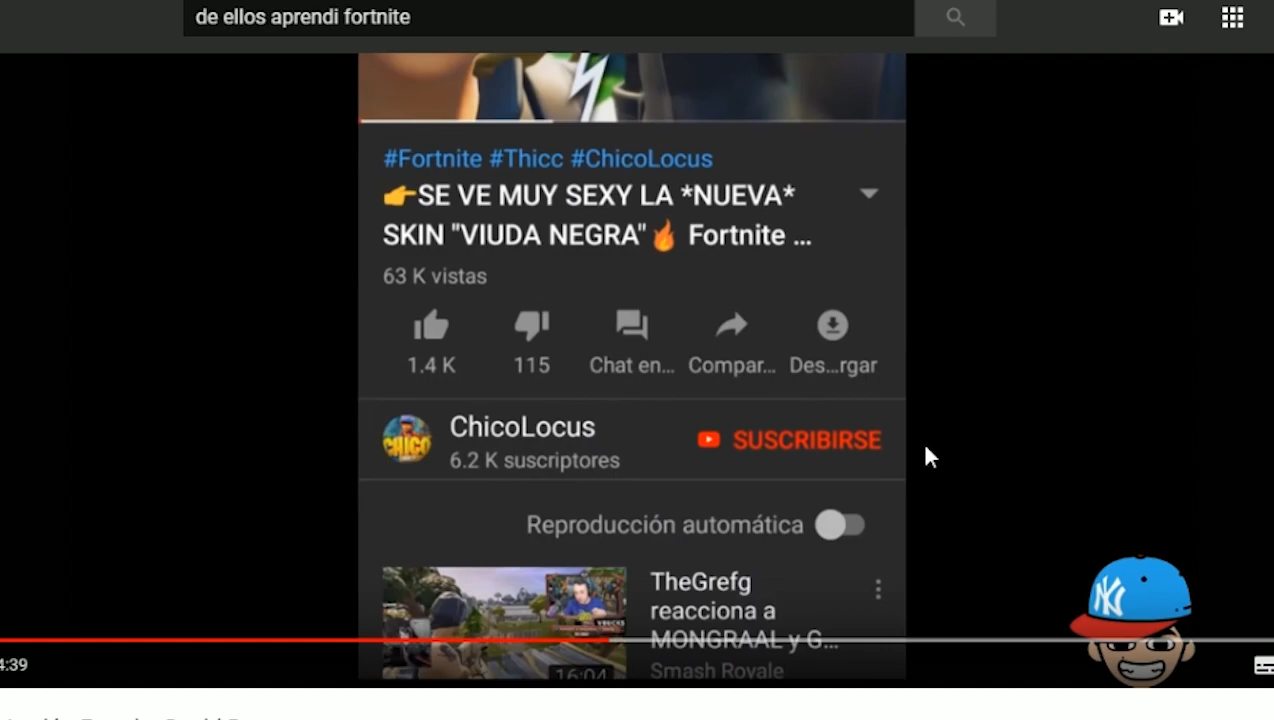 de ellos aprendi fortnite
#Fortnite #Thicc #ChicoLocus
👉SE VE MUY SEXY LA *NUEVA*
SKIN "VIUDA NEGRA"🔥 Fortnite ...
63 K vistas
1.4 K 115 Chat en... Compar... Des...rgar
CHICO
ChicoLocus
6.2 K suscriptores
SUSCRIBIRSE
Reproducción automática
TheGrefg
reacciona a
MONGRAAL y G...
Smash Royale
16:04
NY
4:39